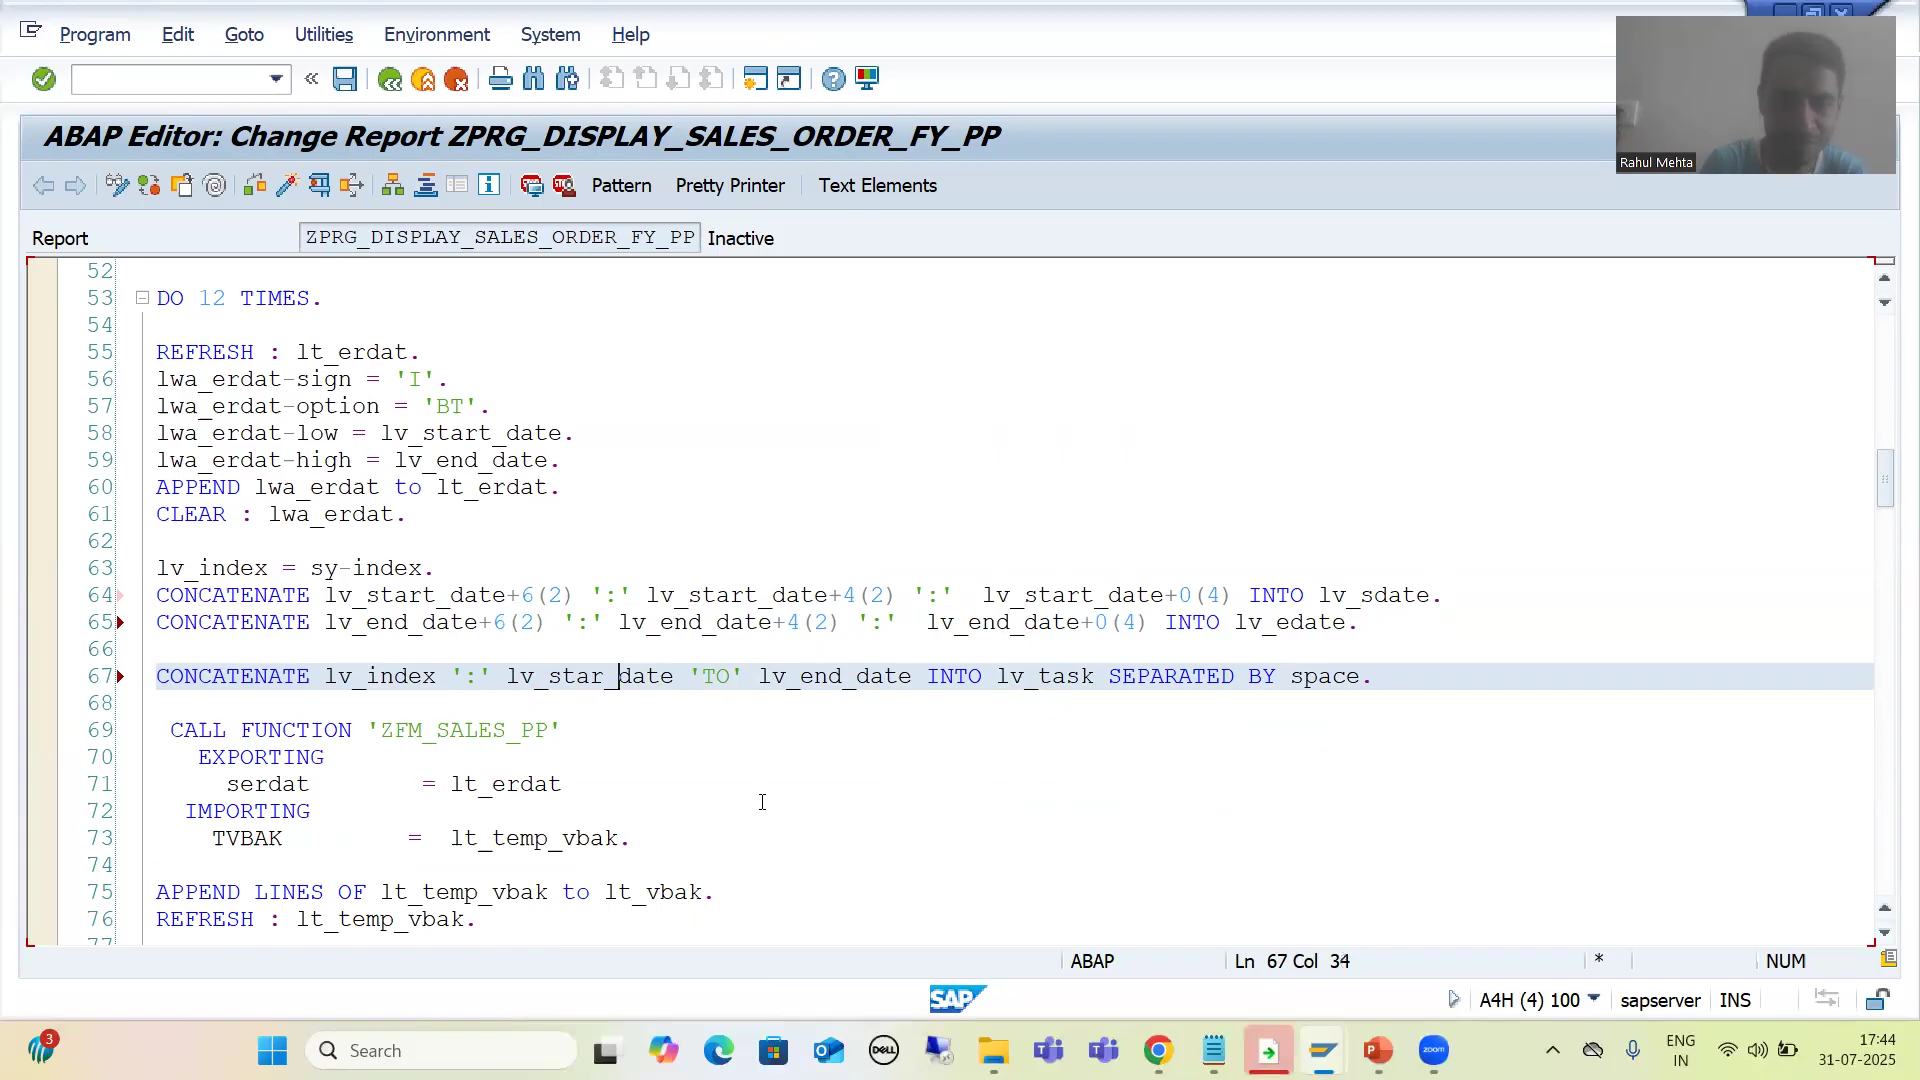 Program Edit Goto Utilities Environment System Help
Rahul Mehta
ABAP Editor: Change Report ZPRG_DISPLAY_SALES_ORDER_FY_PP
Pattern Pretty Printer Text Elements
Report ZPRG_DISPLAY_SALES_ORDER_FY_PP Inactive
52
53 DO 12 TIMES.
54
55 REFRESH : lt_erdat.
56 lwa_erdat-sign = 'I'.
57 lwa_erdat-option = 'BT'.
58 lwa_erdat-low = lv_start_date.
59 lwa_erdat-high = lv_end_date.
60 APPEND lwa_erdat to lt_erdat.
61 CLEAR : lwa_erdat.
62
63 lv_index = sy-index.
64 CONCATENATE lv_start_date+6(2) ':' lv_start_date+4(2) ':' lv_start_date+0(4) INTO lv_sdate.
65 CONCATENATE lv_end_date+6(2) ':' lv_end_date+4(2) ':' lv_end_date+0(4) INTO lv_edate.
66
67 CONCATENATE lv_index ':' lv_star_date 'TO' lv_end_date INTO lv_task SEPARATED BY space.
68
69 CALL FUNCTION 'ZFM_SALES_PP'
70 EXPORTING
71 serdat = lt_erdat
72 IMPORTING
73 TVBAK = lt_temp_vbak.
74
75 APPEND LINES OF lt_temp_vbak to lt_vbak.
76 REFRESH : lt_temp_vbak.
77
ABAP Ln 67 Col 34 * NUM
SAP A4H (4) 100 sapserver INS
3 Search DELL zoom ENG IN 17:44
31-07-2025